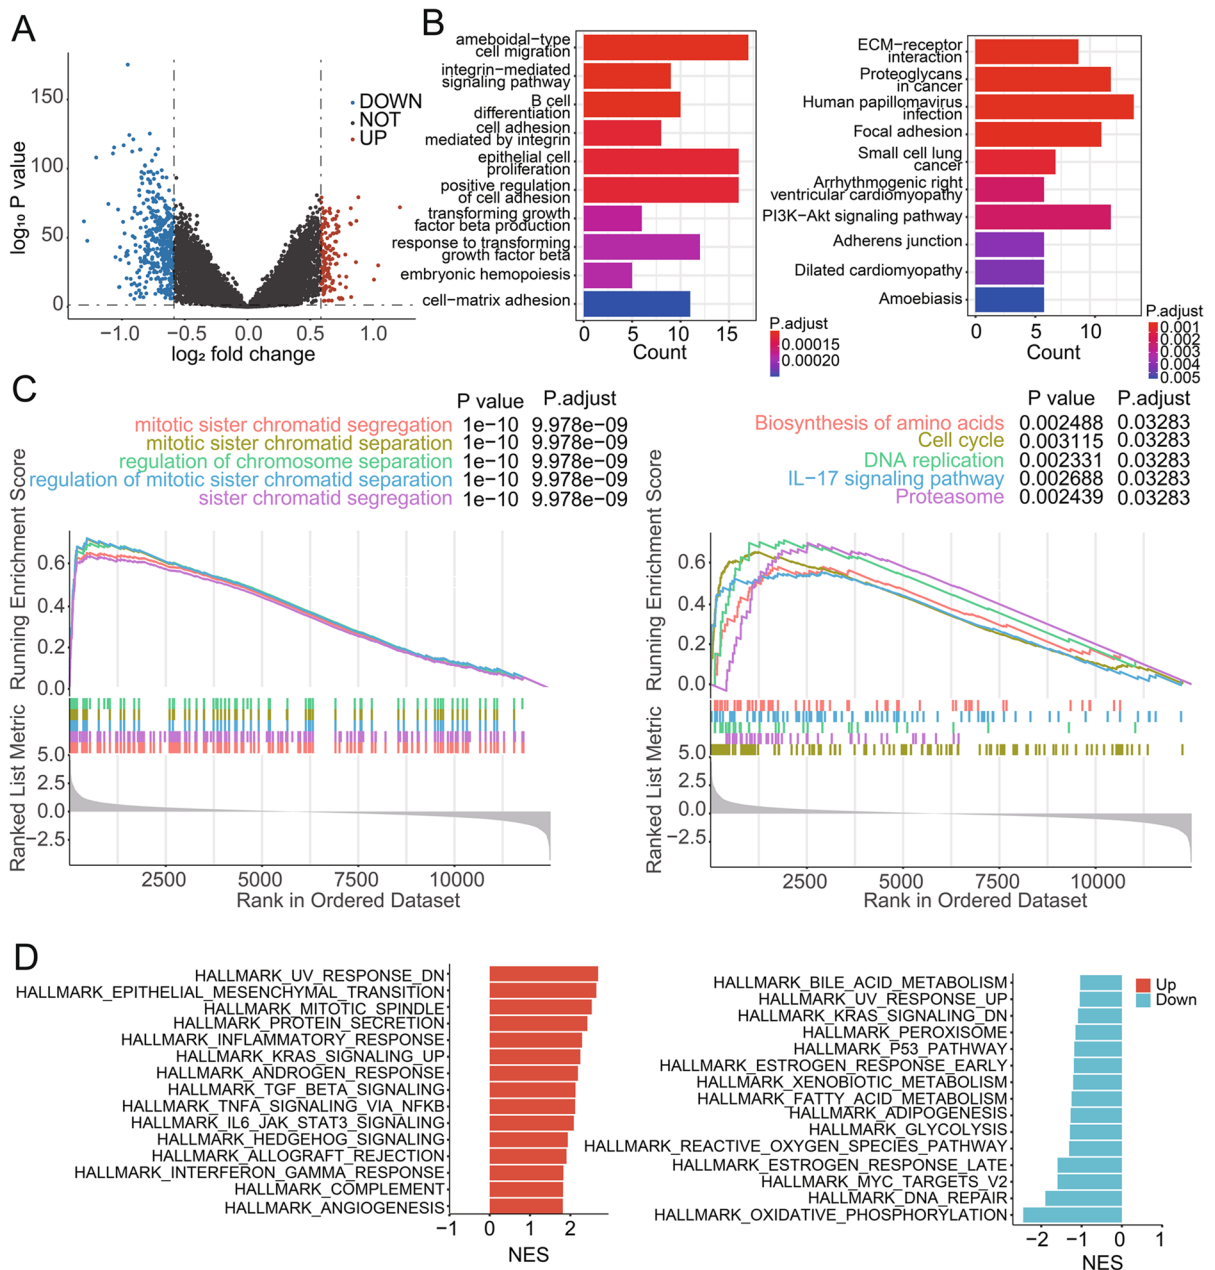 A
log₁₀ P value
150
100
50
0
−1.0
−0.5
0.0
0.5
1.0
log₂ fold change
DOWN
NOT
UP
B
ameboidal−type
cell migration
integrin−mediated
signaling pathway
B cell
differentiation
cell adhesion
mediated by integrin
epithelial cell
proliferation
positive regulation
of cell adhesion
transforming growth
factor beta production
response to transforming
growth factor beta
embryonic hemopoiesis
cell−matrix adhesion
0
5
10
15
Count
P.adjust
0.00015
0.00020
ECM−receptor
interaction
Proteoglycans
in cancer
Human papillomavirus
infection
Focal adhesion
Small cell lung
cancer
Arrhythmogenic right
ventricular cardiomyopathy
PI3K−Akt signaling pathway
Adherens junction
Dilated cardiomyopathy
Amoebiasis
0
5
10
Count
P.adjust
0.001
0.002
0.003
0.004
0.005
C
P value P.adjust
mitotic sister chromatid segregation 1e−10 9.978e−09
mitotic sister chromatid separation 1e−10 9.978e−09
regulation of chromosome separation 1e−10 9.978e−09
regulation of mitotic sister chromatid separation 1e−10 9.978e−09
sister chromatid segregation 1e−10 9.978e−09
Running Enrichment Score
0.6
0.4
0.2
0.0
Ranked List Metric
5.0
2.5
0.0
−2.5
2500
5000
7500
10000
Rank in Ordered Dataset
P value P.adjust
Biosynthesis of amino acids 0.002488 0.03283
Cell cycle 0.003115 0.03283
DNA replication 0.002331 0.03283
IL−17 signaling pathway 0.002688 0.03283
Proteasome 0.002439 0.03283
Running Enrichment Score
0.6
0.4
0.2
0.0
Ranked List Metric
5.0
2.5
0.0
−2.5
2500
5000
7500
10000
Rank in Ordered Dataset
D
HALLMARK_UV_RESPONSE_DN
HALLMARK_EPITHELIAL_MESENCHYMAL_TRANSITION
HALLMARK_MITOTIC_SPINDLE
HALLMARK_PROTEIN_SECRETION
HALLMARK_INFLAMMATORY_RESPONSE
HALLMARK_KRAS_SIGNALING_UP
HALLMARK_ANDROGEN_RESPONSE
HALLMARK_TGF_BETA_SIGNALING
HALLMARK_TNFA_SIGNALING_VIA_NFKB
HALLMARK_IL6_JAK_STAT3_SIGNALING
HALLMARK_HEDGEHOG_SIGNALING
HALLMARK_ALLOGRAFT_REJECTION
HALLMARK_INTERFERON_GAMMA_RESPONSE
HALLMARK_COMPLEMENT
HALLMARK_ANGIOGENESIS
−1
0
1
2
NES
HALLMARK_BILE_ACID_METABOLISM
HALLMARK_UV_RESPONSE_UP
HALLMARK_KRAS_SIGNALING_DN
HALLMARK_PEROXISOME
HALLMARK_P53_PATHWAY
HALLMARK_ESTROGEN_RESPONSE_EARLY
HALLMARK_XENOBIOTIC_METABOLISM
HALLMARK_FATTY_ACID_METABOLISM
HALLMARK_ADIPOGENESIS
HALLMARK_GLYCOLYSIS
HALLMARK_REACTIVE_OXYGEN_SPECIES_PATHWAY
HALLMARK_ESTROGEN_RESPONSE_LATE
HALLMARK_MYC_TARGETS_V2
HALLMARK_DNA_REPAIR
HALLMARK_OXIDATIVE_PHOSPHORYLATION
−2
−1
0
1
NES
Up
Down